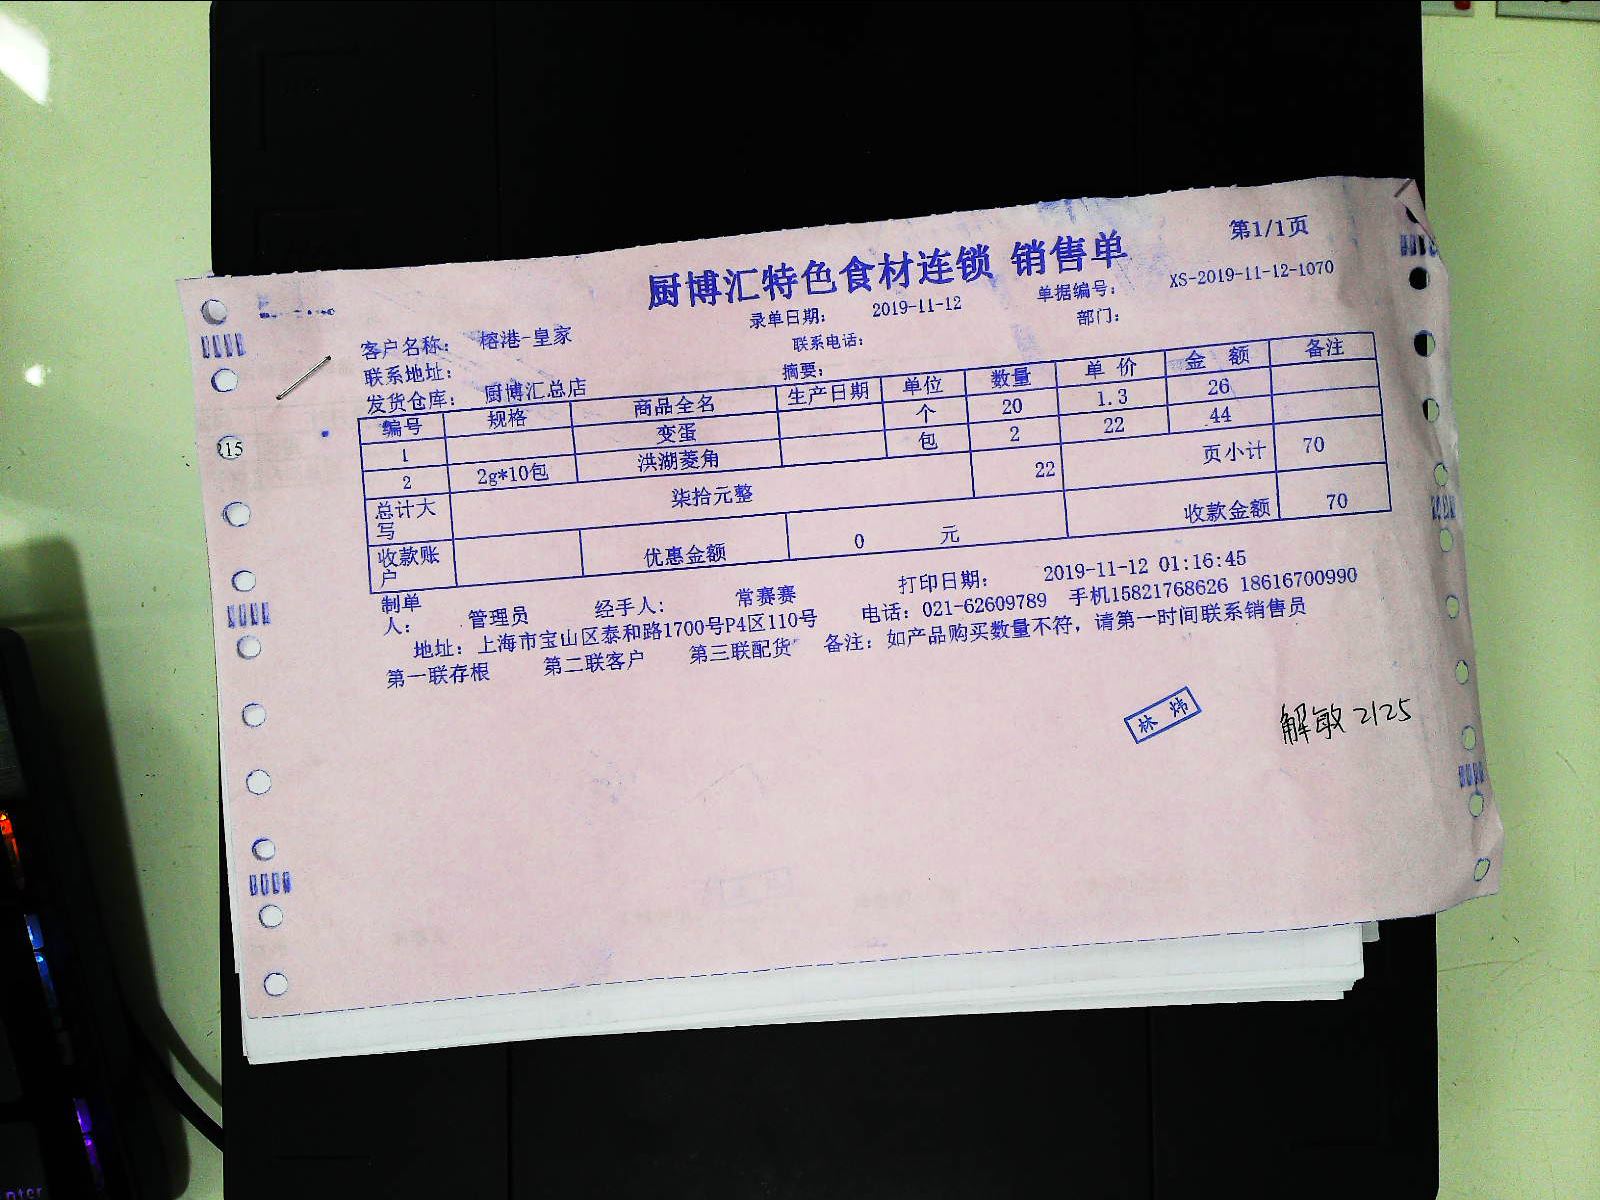 第1/1页
厨博汇特色食材连锁 销售单
录单日期： 2019-11-12 单据编号： XS-2019-11-12-1070
客户名称： 榕港-皇家 联系电话： 部门：
联系地址： 摘要：
发货仓库： 厨博汇总店
编号 规格 商品全名 生产日期 单位 数量 单价 金额 备注
1 变蛋 个 20 1.3 26
2 2g*10包 洪湖菱角 包 2 22 44
总计大写 柒拾元整 22 页小计 70
收款账户 优惠金额 0 元 收款金额 70
制单人： 管理员 经手人： 常赛赛 打印日期： 2019-11-12 01:16:45
地址：上海市宝山区泰和路1700号P4区110号 电话：021-62609789 手机15821768626 18616700990
第一联存根 第二联客户 第三联配货 备注：如产品购买数量不符，请第一时间联系销售员
林 炜
解敏 2125
215